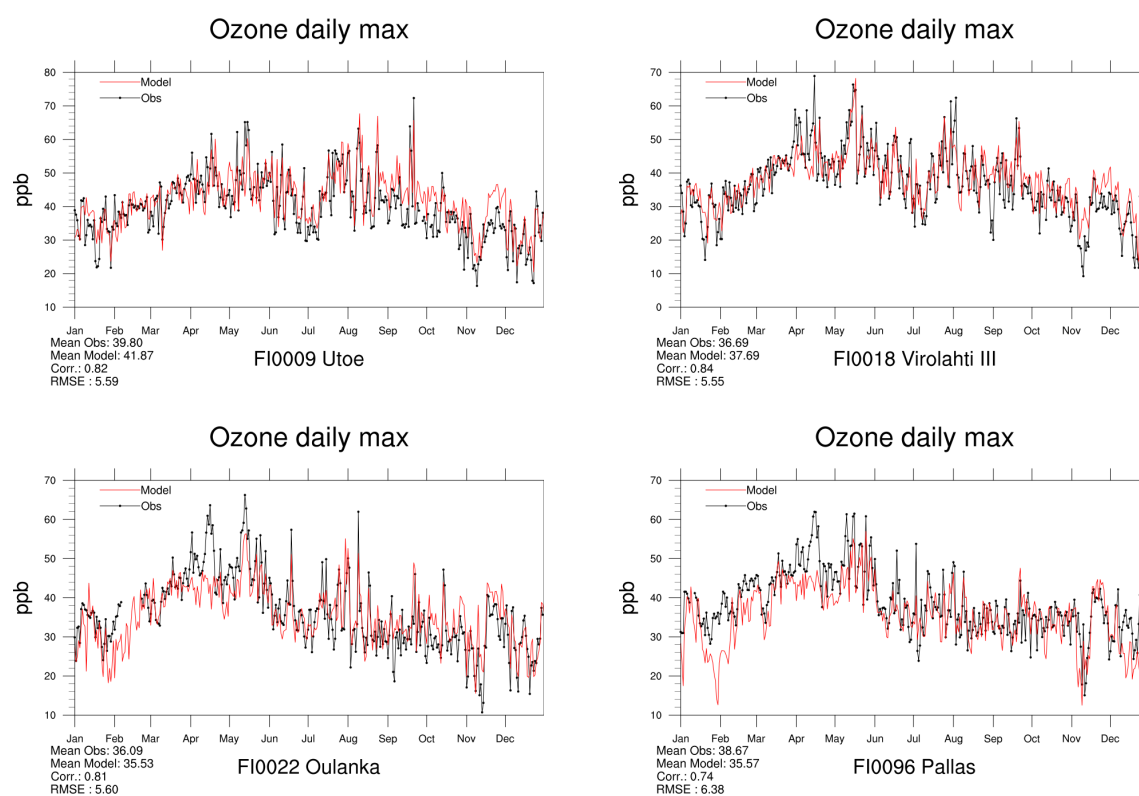 Ozone daily max
80
70
60
50
40
30
20
10
ppb
Model
Obs
Jan Feb Mar Apr May Jun Jul Aug Sep Oct Nov Dec
Mean Obs: 39.80
Mean Model: 41.87
Corr.: 0.82
RMSE : 5.59
FI0009 Utoe
Ozone daily max
70
60
50
40
30
20
10
0
ppb
Model
Obs
Jan Feb Mar Apr May Jun Jul Aug Sep Oct Nov Dec
Mean Obs: 36.69
Mean Model: 37.69
Corr.: 0.84
RMSE : 5.55
FI0018 Virolahti III
Ozone daily max
70
60
50
40
30
20
10
ppb
Model
Obs
Jan Feb Mar Apr May Jun Jul Aug Sep Oct Nov Dec
Mean Obs: 36.09
Mean Model: 35.53
Corr.: 0.81
RMSE : 5.60
FI0022 Oulanka
Ozone daily max
70
60
50
40
30
20
10
ppb
Model
Obs
Jan Feb Mar Apr May Jun Jul Aug Sep Oct Nov Dec
Mean Obs: 38.67
Mean Model: 35.57
Corr.: 0.74
RMSE : 6.38
FI0096 Pallas